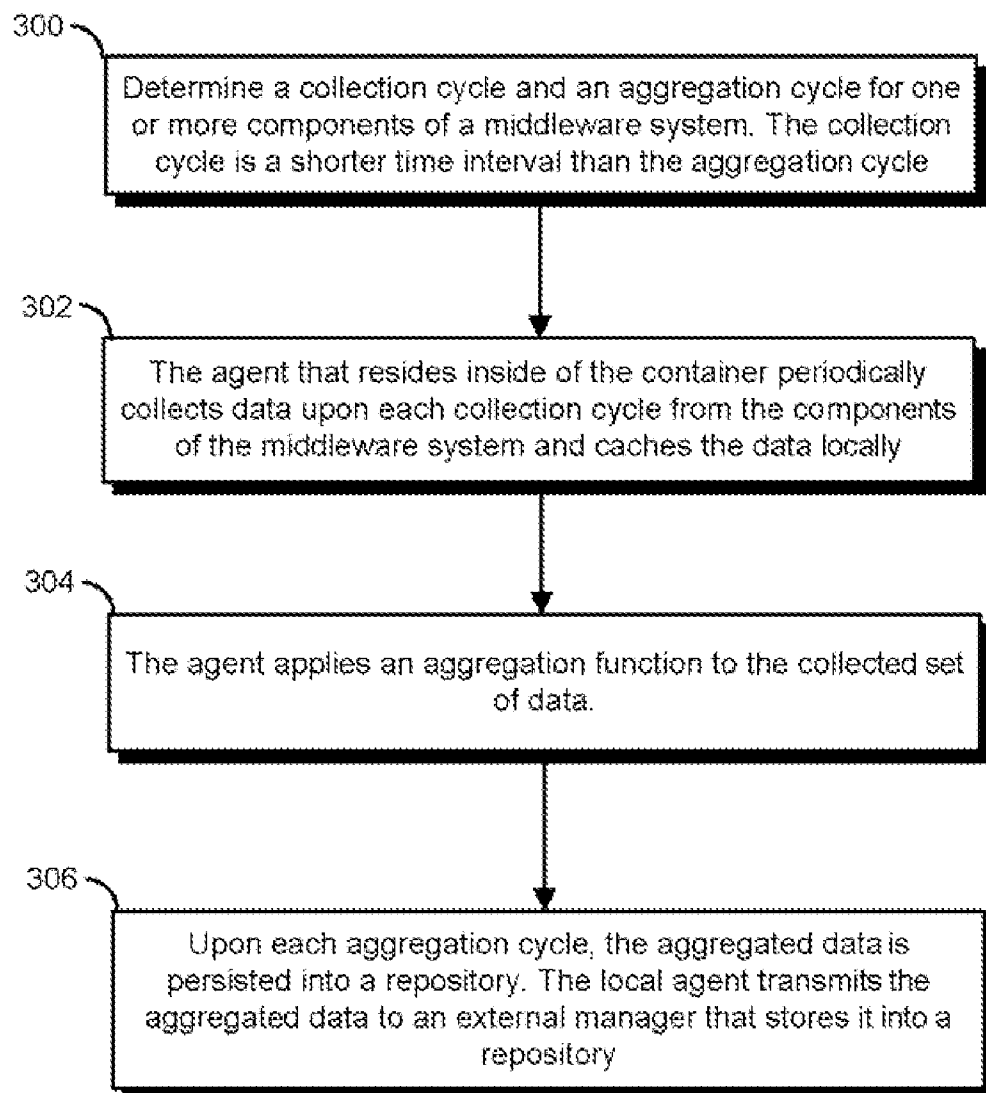 300
Determine a collection cycle and an aggregation cycle for one
or more components of a middleware system. The collection
cycle is a shorter time interval than the aggregation cycle
302
The agent that resides inside of the container periodically
collects data upon each collection cycle from the components
of the middleware system and caches the data locally
304
The agent applies an aggregation function to the collected set
of data.
306
Upon each aggregation cycle, the aggregated data is
persisted into a repository. The local agent transmits the
aggregated data to an external manager that stores it into a
repository